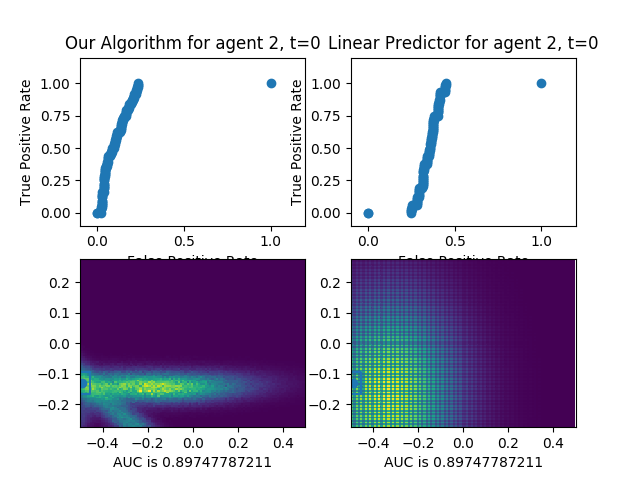 Our Algorithm for agent 2, t=0 Linear Predictor for agent 2, t=0
True Positive Rate
1.00
0.75
0.50
0.25
0.00
0.0 0.5 1.0
False Positive Rate
True Positive Rate
1.00
0.75
0.50
0.25
0.00
0.0 0.5 1.0
False Positive Rate
0.2
0.1
0.0
−0.1
−0.2
−0.4 −0.2 0.0 0.2 0.4
AUC is 0.89747787211
0.2
0.1
0.0
−0.1
−0.2
−0.4 −0.2 0.0 0.2 0.4
AUC is 0.89747787211